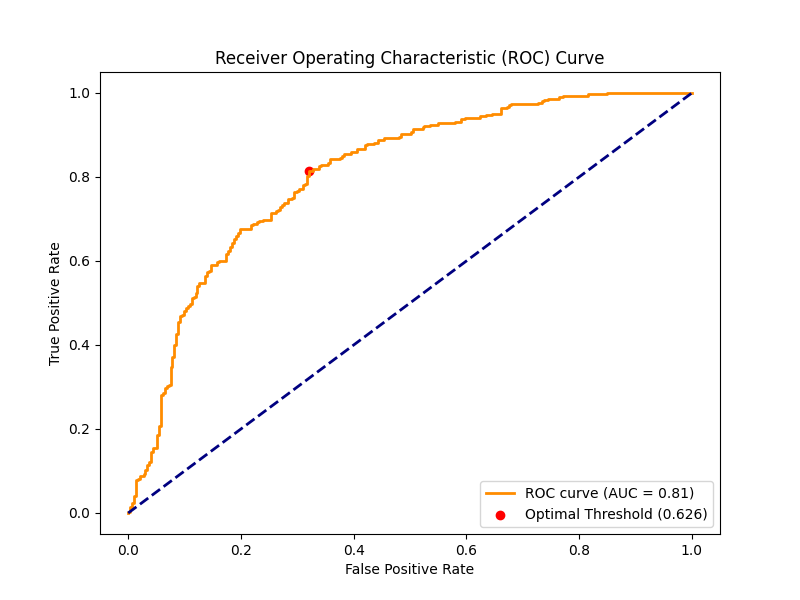 Receiver Operating Characteristic (ROC) Curve
True Positive Rate
1.0
0.8
0.6
0.4
0.2
0.0
0.0 0.2 0.4 0.6 0.8 1.0
False Positive Rate
ROC curve (AUC = 0.81)
Optimal Threshold (0.626)